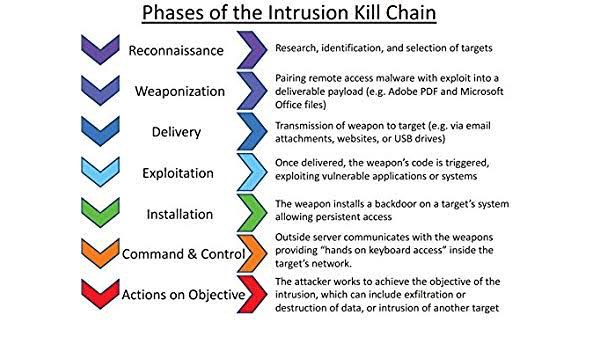 Phases of the Intrusion Kill Chain
Reconnaissance
Research, identification, and selection of targets
Weaponization
Pairing remote access malware with exploit into a
deliverable payload (e.g. Adobe PDF and Microsoft
Office files)
Delivery
Transmission of weapon to target (e.g. via email
attachments, websites, or USB drives)
Exploitation
Once delivered, the weapon's code is triggered,
exploiting vulnerable applications or systems
Installation
The weapon installs a backdoor on a target's system
allowing persistent access
Command & Control
Outside server communicates with the weapons
providing "hands on keyboard access" inside the
target's network.
Actions on Objective
The attacker works to achieve the objective of the
intrusion, which can include exfiltration or
destruction of data, or intrusion of another target